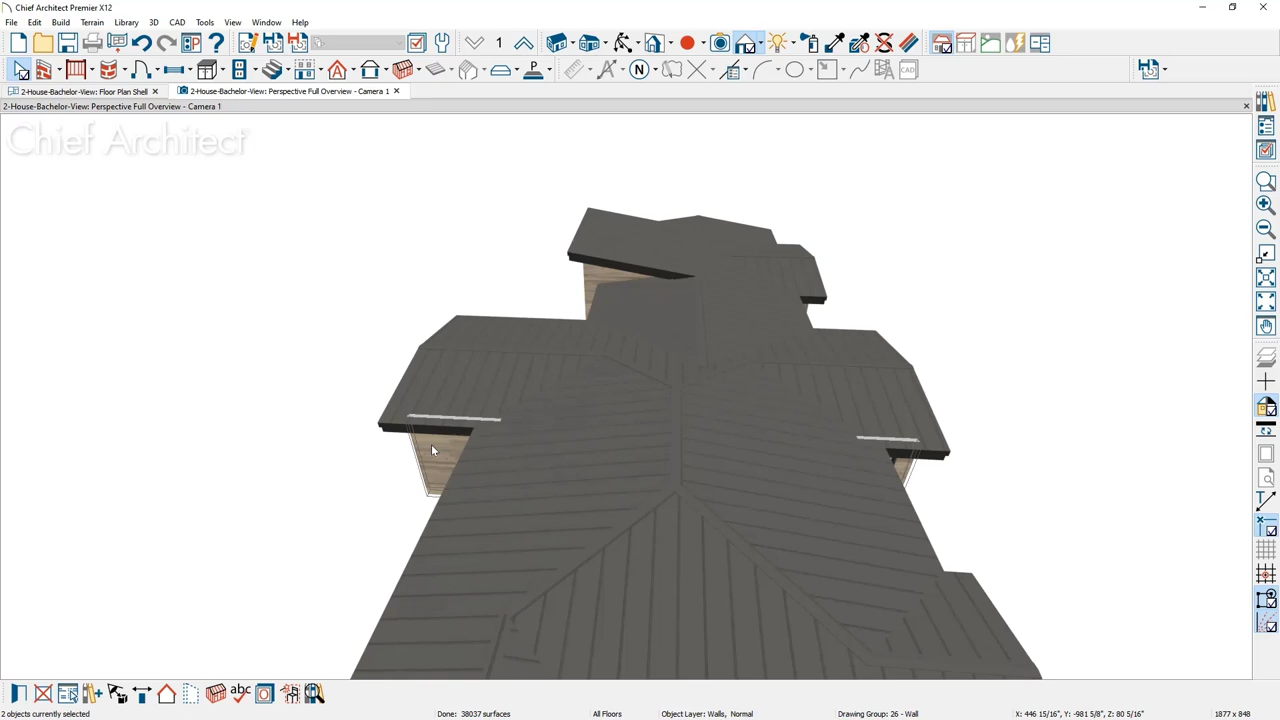 Chief Architect Premier X12
File Edit Build Terrain Library 3D CAD Tools View Window Help
1
N A P CAD
2-House-Bachelor-View: Floor Plan Shell 2-House-Bachelor-View: Perspective Full Overview - Camera 1
2-House-Bachelor-View: Perspective Full Overview - Camera 1
Chief Architect
abc
2 objects currently selected Done: 38037 surfaces All Floors Object Layer: Walls, Normal Drawing Group: 26 - Wall X: 446 15/16", Y: -981 5/8", Z: 80 5/16" 1877 x 848